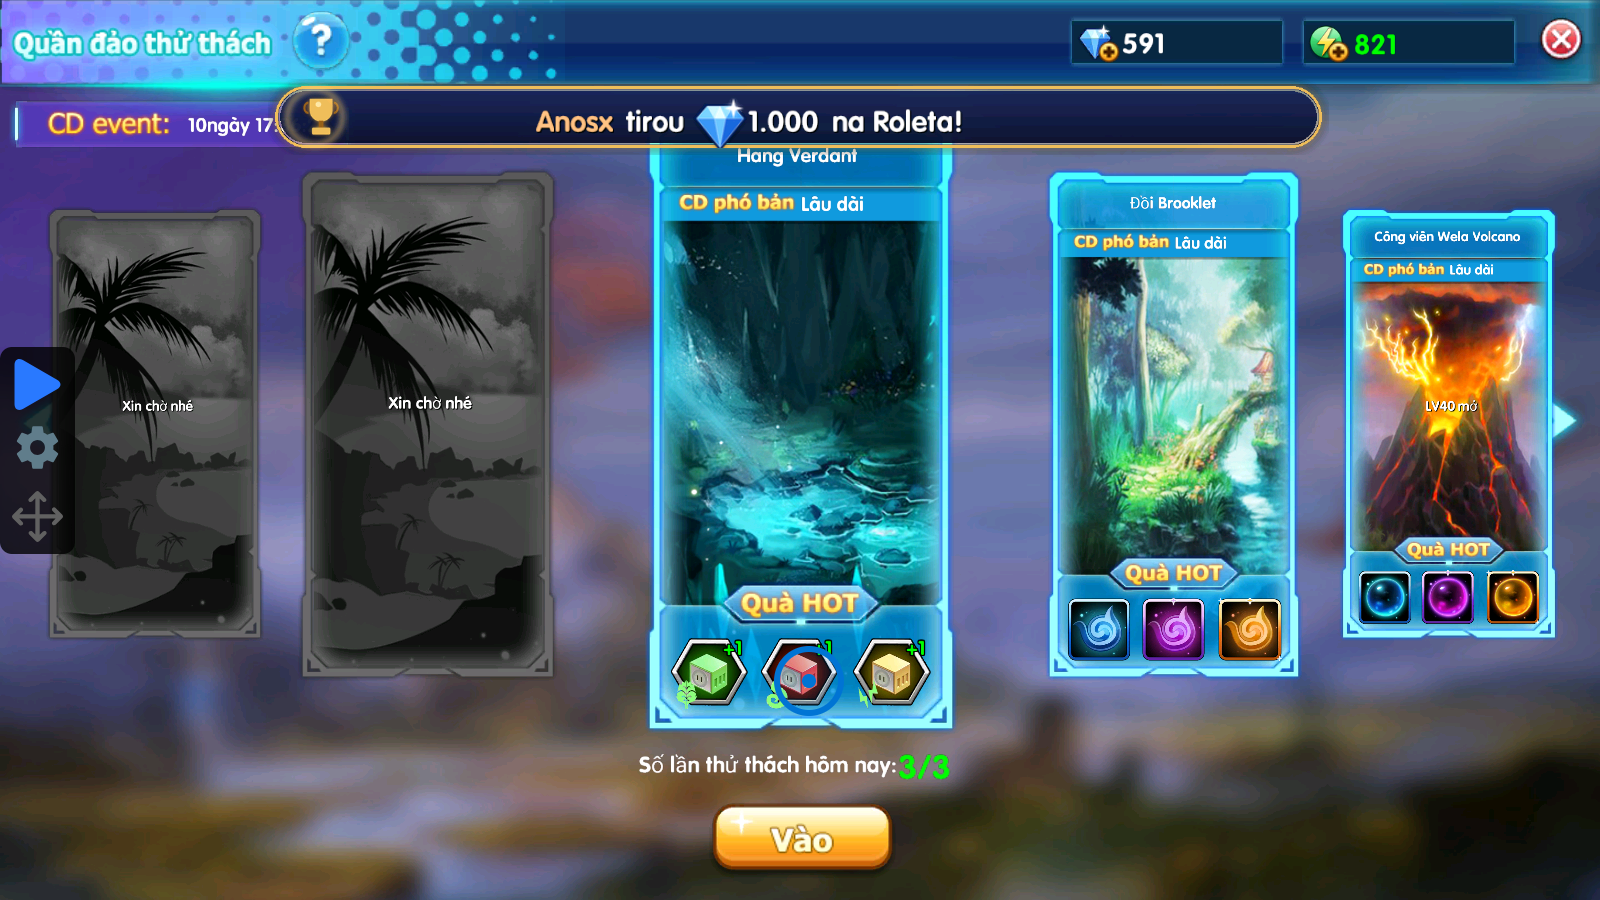 Quần đảo thử thách
?
591
821
CD event: 10ngày 17:
Anosx tirou 1.000 na Roleta!
Xin chờ nhé
Xin chờ nhé
Hang Verdant
CD phó bản Lâu dài
Quà HOT
+1
+1
+1
Đồi Brooklet
CD phó bản Lâu dài
Quà HOT
Công viên Wela Volcano
CD phó bản Lâu dài
LV40 mở
Quà HOT
Số lần thử thách hôm nay:3/3
Vào